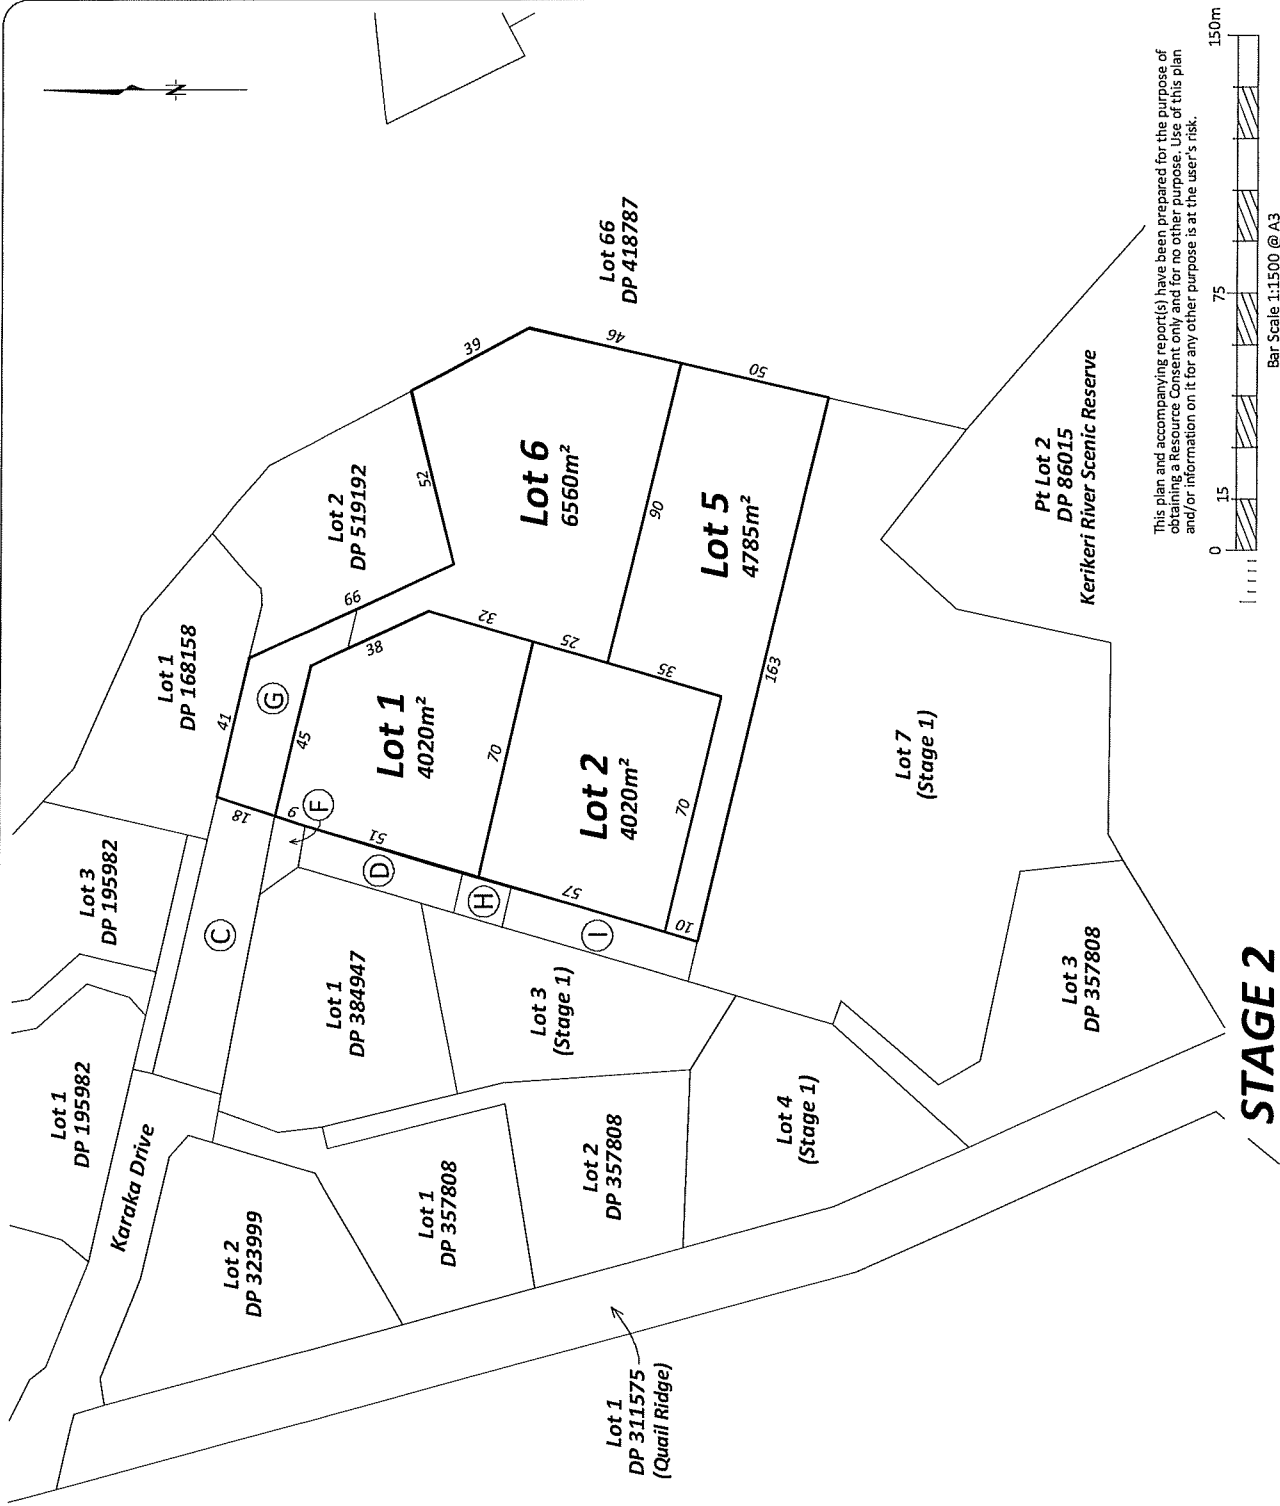 Lot 1
DP 195982
Lot 3
DP 195982
Karaka Drive
Lot 1
DP 168158
Lot 2
DP 323999
C
41
18
G
66
Lot 2
DP 519192
45
9
F
Lot 1
DP 384947
D
51
Lot 1
4020m²
38
52
39
Lot 1
DP 357808
H
70
32
Lot 6
6560m²
46
Lot 66
DP 418787
Lot 3
(Stage 1)
I
57
Lot 2
4020m²
25
90
Lot 2
DP 357808
70
35
Lot 5
4785m²
50
10
163
Lot 1
DP 311575
(Quail Ridge)
Lot 4
(Stage 1)
Lot 7
(Stage 1)
Lot 3
DP 357808
Pt Lot 2
DP 86015
Kerikeri River Scenic Reserve
N
This plan and accompanying report(s) have been prepared for the purpose of
obtaining a Resource Consent only and for no other purpose. Use of this plan
and/or information on it for any other purpose is at the user's risk.
0 15 75 150m
Bar Scale 1:1500 @ A3
STAGE 2